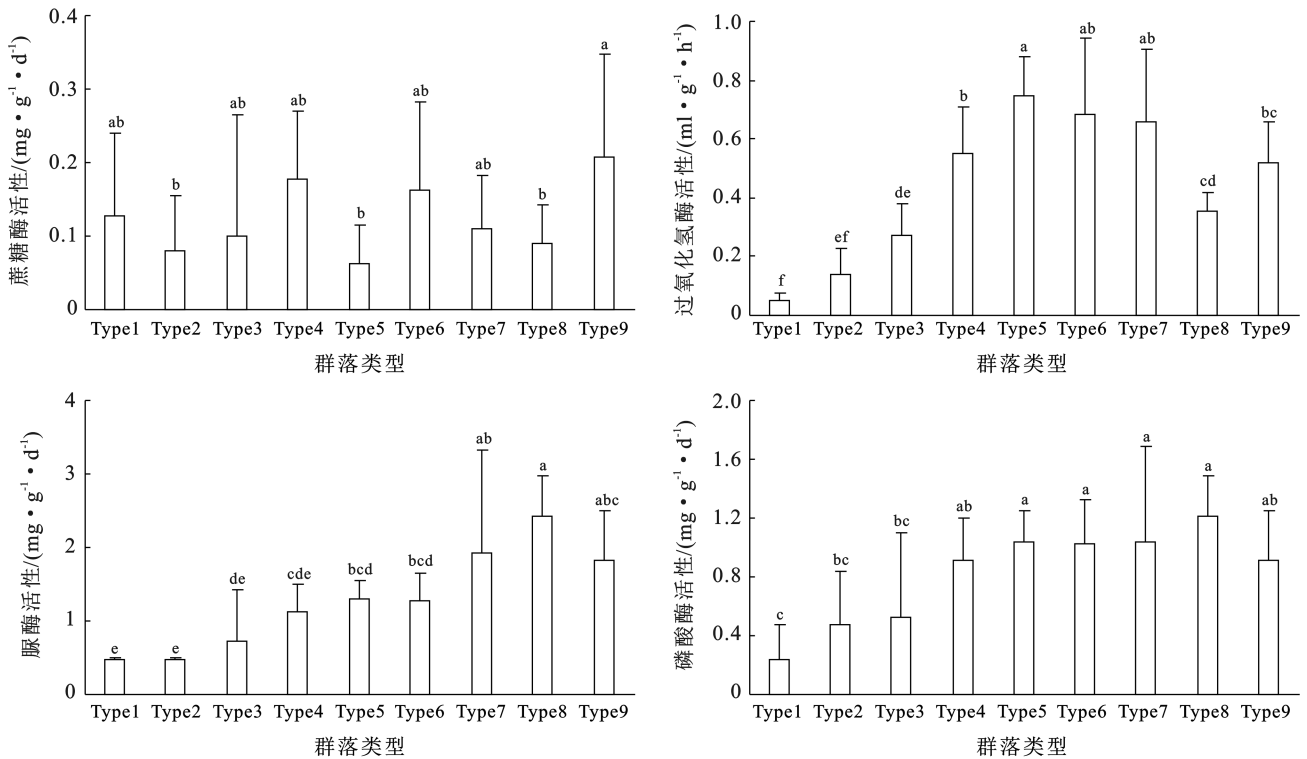 蔗糖酶活性/(mg·g⁻¹·d⁻¹)
0.4
0.3
0.2
0.1
0
ab
b
ab
ab
b
ab
ab
b
a
Type1 Type2 Type3 Type4 Type5 Type6 Type7 Type8 Type9
群落类型
过氧化氢酶活性/(ml·g⁻¹·h⁻¹)
1.0
0.8
0.6
0.4
0.2
0
f
ef
de
b
a
ab
ab
cd
bc
Type1 Type2 Type3 Type4 Type5 Type6 Type7 Type8 Type9
群落类型
脲酶活性/(mg·g⁻¹·d⁻¹)
4
3
2
1
0
e
e
de
cde
bcd
bcd
ab
a
abc
Type1 Type2 Type3 Type4 Type5 Type6 Type7 Type8 Type9
群落类型
磷酸酶活性/(mg·g⁻¹·d⁻¹)
2.0
1.6
1.2
0.8
0.4
0
c
bc
bc
ab
a
a
a
a
ab
Type1 Type2 Type3 Type4 Type5 Type6 Type7 Type8 Type9
群落类型